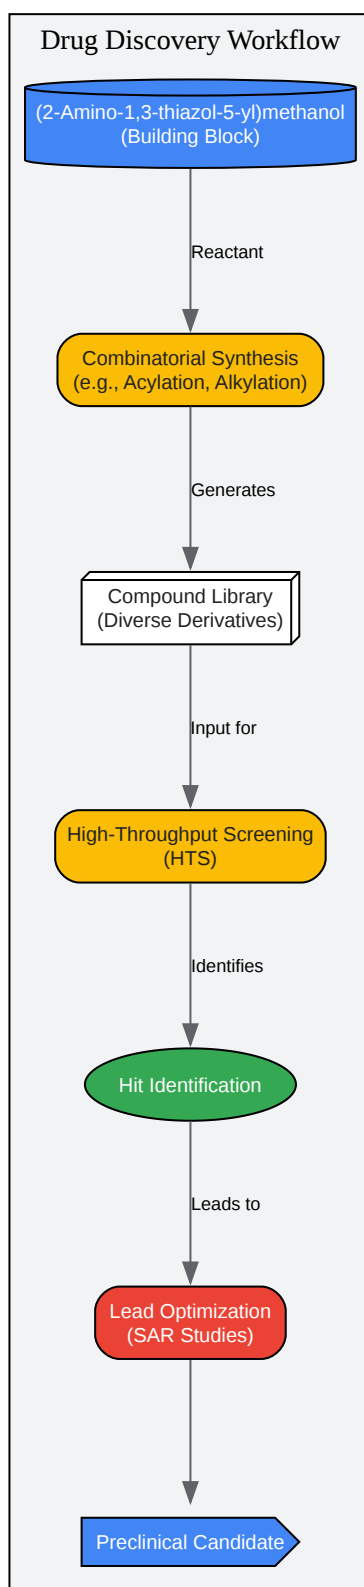 Drug Discovery Workflow
(2-Amino-1,3-thiazol-5-yl)methanol
(Building Block)
Reactant
Combinatorial Synthesis
(e.g., Acylation, Alkylation)
Generates
Compound Library
(Diverse Derivatives)
Input for
High-Throughput Screening
(HTS)
Identifies
Hit Identification
Leads to
Lead Optimization
(SAR Studies)
Preclinical Candidate